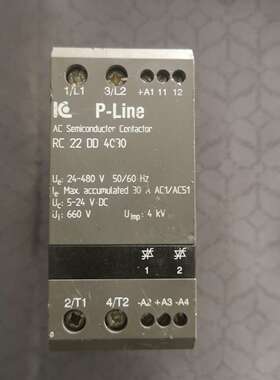 1/L1 3/L2 +A1 11 12
IC P-Line
AC Semiconductor Contactor
RC 22 DD 4030
Ue: 24-480 V 50/60 Hz
Ie Max. accumulated 30 A AC1/AC51
Uc: 5-24 V DC
Ui: 660 V Uimp: 4 kV
1 2
2/T1 4/T2 -A2 +A3 -A4